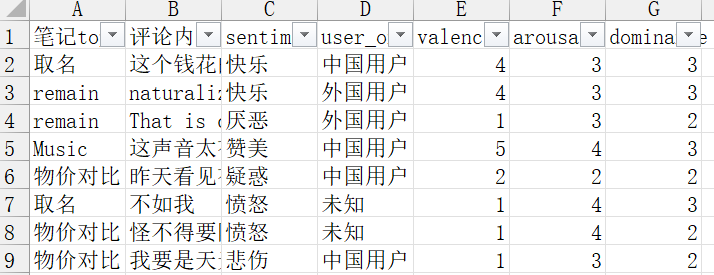 A B C D E F G
1 笔记to 评论内 sentim user_o valenc arousa domina e
2 取名 这个钱花 快乐 中国用户 4 3 3
3 remain naturali 快乐 外国用户 4 3 3
4 remain That is 厌恶 外国用户 1 3 2
5 Music 这声音太 赞美 中国用户 5 4 3
6 物价对比 昨天看见 疑惑 中国用户 2 2 2
7 取名 不如我 愤怒 未知 1 4 3
8 物价对比 怪不得要 愤怒 未知 1 4 2
9 物价对比 我要是天 悲伤 中国用户 1 3 2